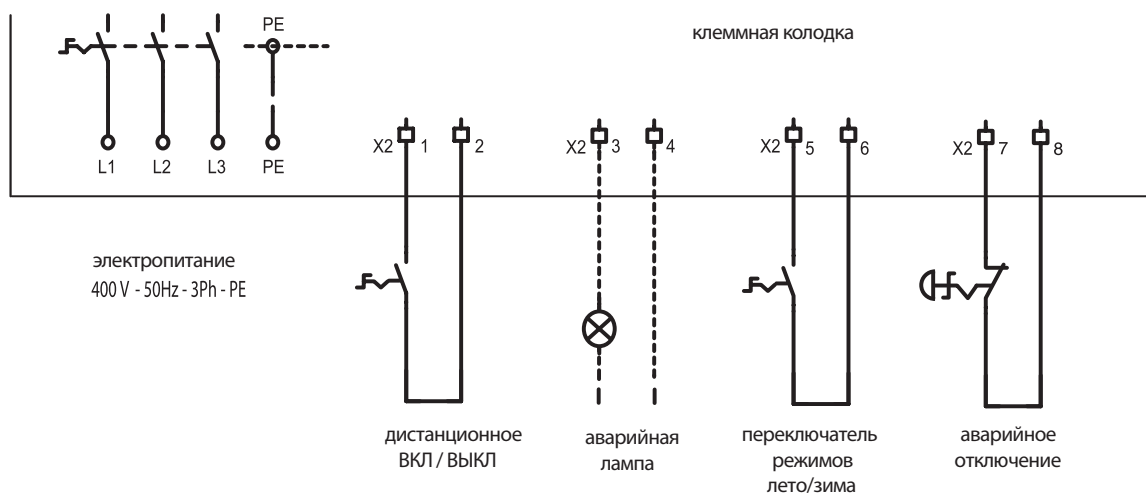 PE
клеммная колодка
L1 L2 L3 PE
X2 1 2 X2 3 4 X2 5 6 X2 7 8
электропитание
400 V - 50Hz - 3Ph - PE
дистанционное
ВКЛ / ВЫКЛ
аварийная
лампа
переключатель
режимов
лето/зима
аварийное
отключение